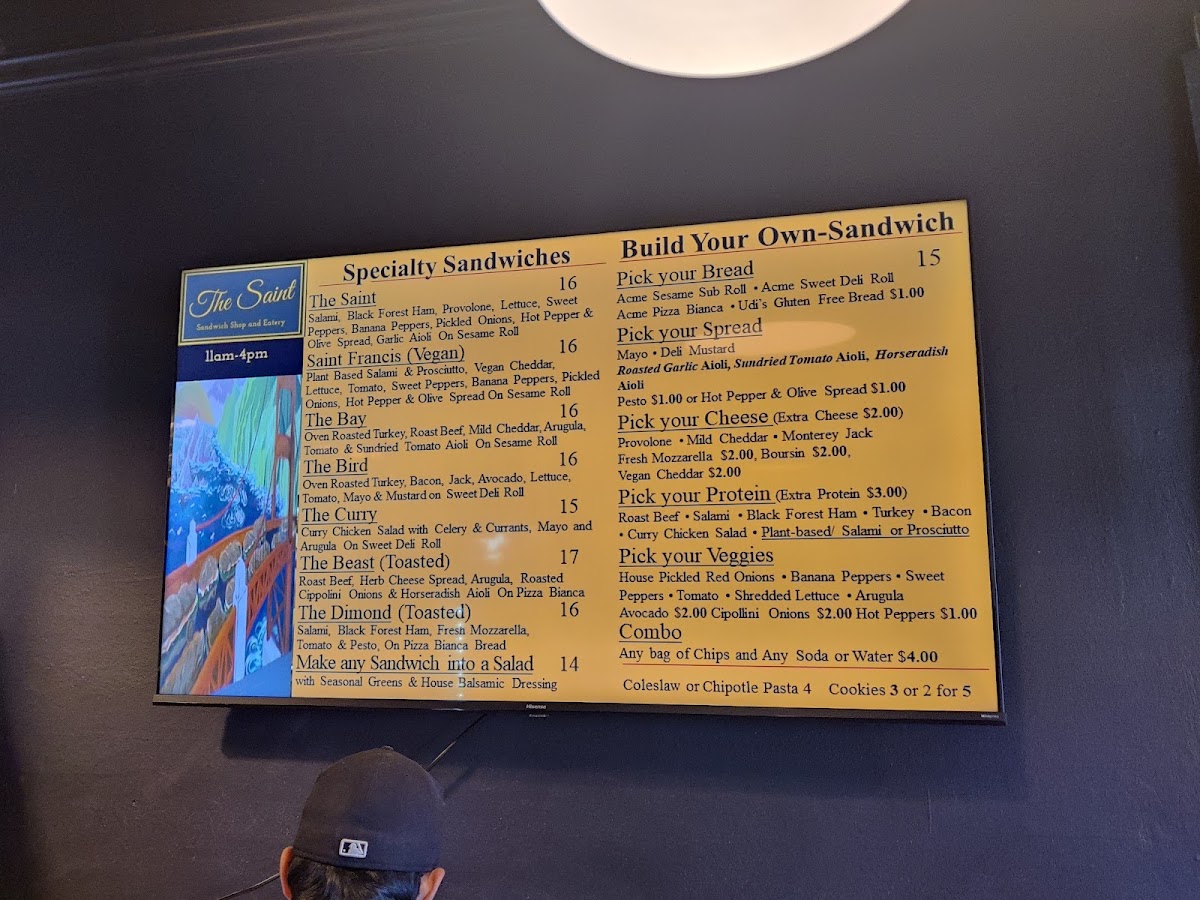 The Saint
Sandwich Shop and Eatery
11am-4pm
Specialty Sandwiches
The Saint 16
Salami, Black Forest Ham, Provolone, Lettuce, Sweet
Peppers, Banana Peppers, Pickled Onions, Hot Pepper &
Olive Spread, Garlic Aioli On Sesame Roll
Saint Francis (Vegan) 16
Plant Based Salami & Prosciutto, Vegan Cheddar,
Lettuce, Tomato, Sweet Peppers, Banana Peppers, Pickled
Onions, Hot Pepper & Olive Spread On Sesame Roll
The Bay 16
Oven Roasted Turkey, Roast Beef, Mild Cheddar, Arugula,
Tomato & Sundried Tomato Aioli On Sesame Roll
The Bird 16
Oven Roasted Turkey, Bacon, Jack, Avocado, Lettuce,
Tomato, Mayo & Mustard on Sweet Deli Roll
The Curry 15
Curry Chicken Salad with Celery & Currants, Mayo and
Arugula On Sweet Deli Roll
The Beast (Toasted) 17
Roast Beef, Herb Cheese Spread, Arugula, Roasted
Cippolini Onions & Horseradish Aioli On Pizza Bianca
The Dimond (Toasted) 16
Salami, Black Forest Ham, Fresh Mozzarella,
Tomato & Pesto, On Pizza Bianca Bread
Make any Sandwich into a Salad 14
with Seasonal Greens & House Balsamic Dressing
Build Your Own-Sandwich
Pick your Bread 15
Acme Sesame Sub Roll • Acme Sweet Deli Roll
Acme Pizza Bianca • Udi's Gluten Free Bread $1.00
Pick your Spread
Mayo • Deli Mustard
Roasted Garlic Aioli, Sundried Tomato Aioli, Horseradish
Aioli
Pesto $1.00 or Hot Pepper & Olive Spread $1.00
Pick your Cheese (Extra Cheese $2.00)
Provolone • Mild Cheddar • Monterey Jack
Fresh Mozzarella $2.00, Boursin $2.00,
Vegan Cheddar $2.00
Pick your Protein (Extra Protein $3.00)
Roast Beef • Salami • Black Forest Ham • Turkey • Bacon
• Curry Chicken Salad • Plant-based/ Salami or Prosciutto
Pick your Veggies
House Pickled Red Onions • Banana Peppers • Sweet
Peppers • Tomato • Shredded Lettuce • Arugula
Avocado $2.00 Cipollini Onions $2.00 Hot Peppers $1.00
Combo
Any bag of Chips and Any Soda or Water $4.00
Coleslaw or Chipotle Pasta 4 Cookies 3 or 2 for 5
Hisense